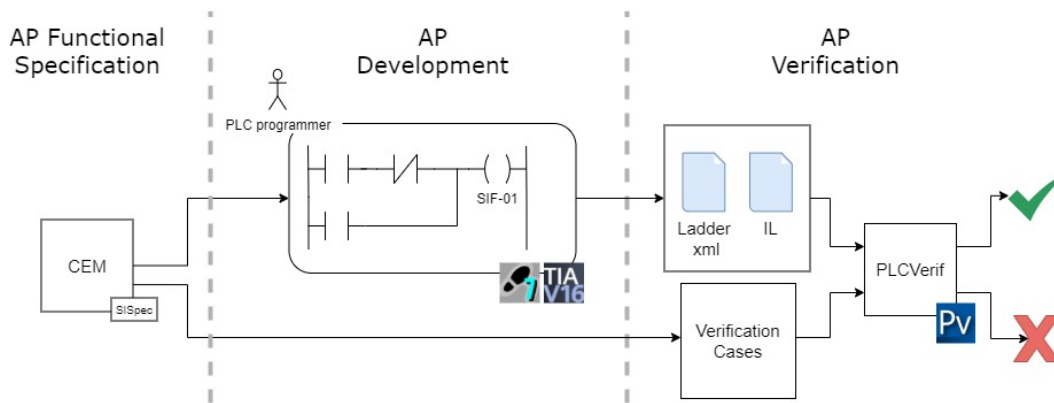 AP Functional
Specification
AP
Development
AP
Verification
PLC programmer
SIF-01
7
TIA
V16
CEM
SISpec
Ladder
xml
IL
PLCVerif
Pv
Verification
Cases